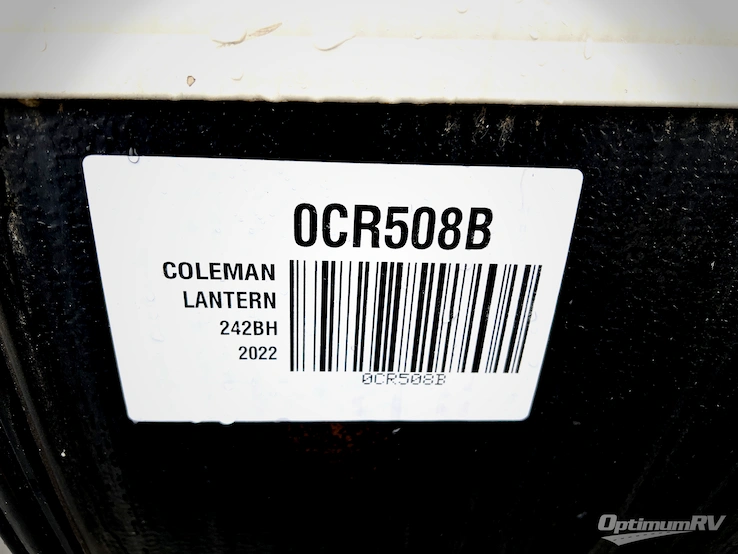 0CR508B
COLEMAN
LANTERN
242BH
2022
0CR508B
OptimumRV